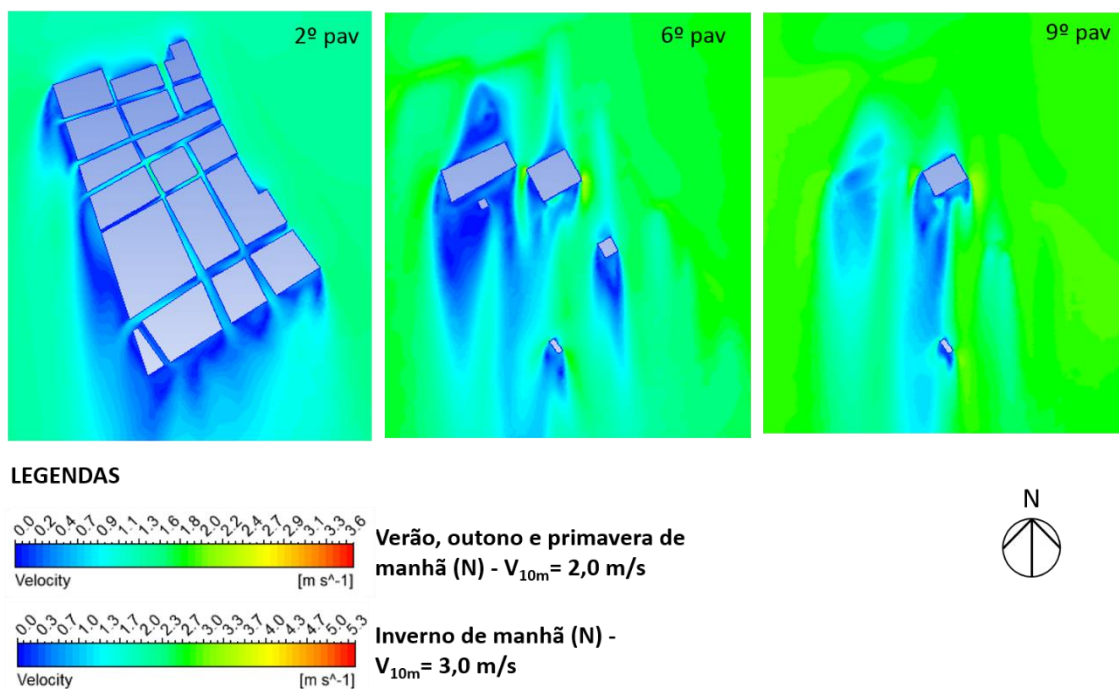 2º pav
6º pav
9º pav
LEGENDAS
N
0.0 0.2 0.4 0.7 0.9 1.1 1.3 1.6 1.8 2.0 2.2 2.4 2.7 2.9 3.1 3.3 3.6
Velocity [m s^-1]
Verão, outono e primavera de
manhã (N) - V10m= 2,0 m/s
0.0 0.3 0.7 1.0 1.3 1.7 2.0 2.3 2.7 3.0 3.3 3.7 4.0 4.3 4.7 5.0 5.3
Velocity [m s^-1]
Inverno de manhã (N) -
V10m= 3,0 m/s